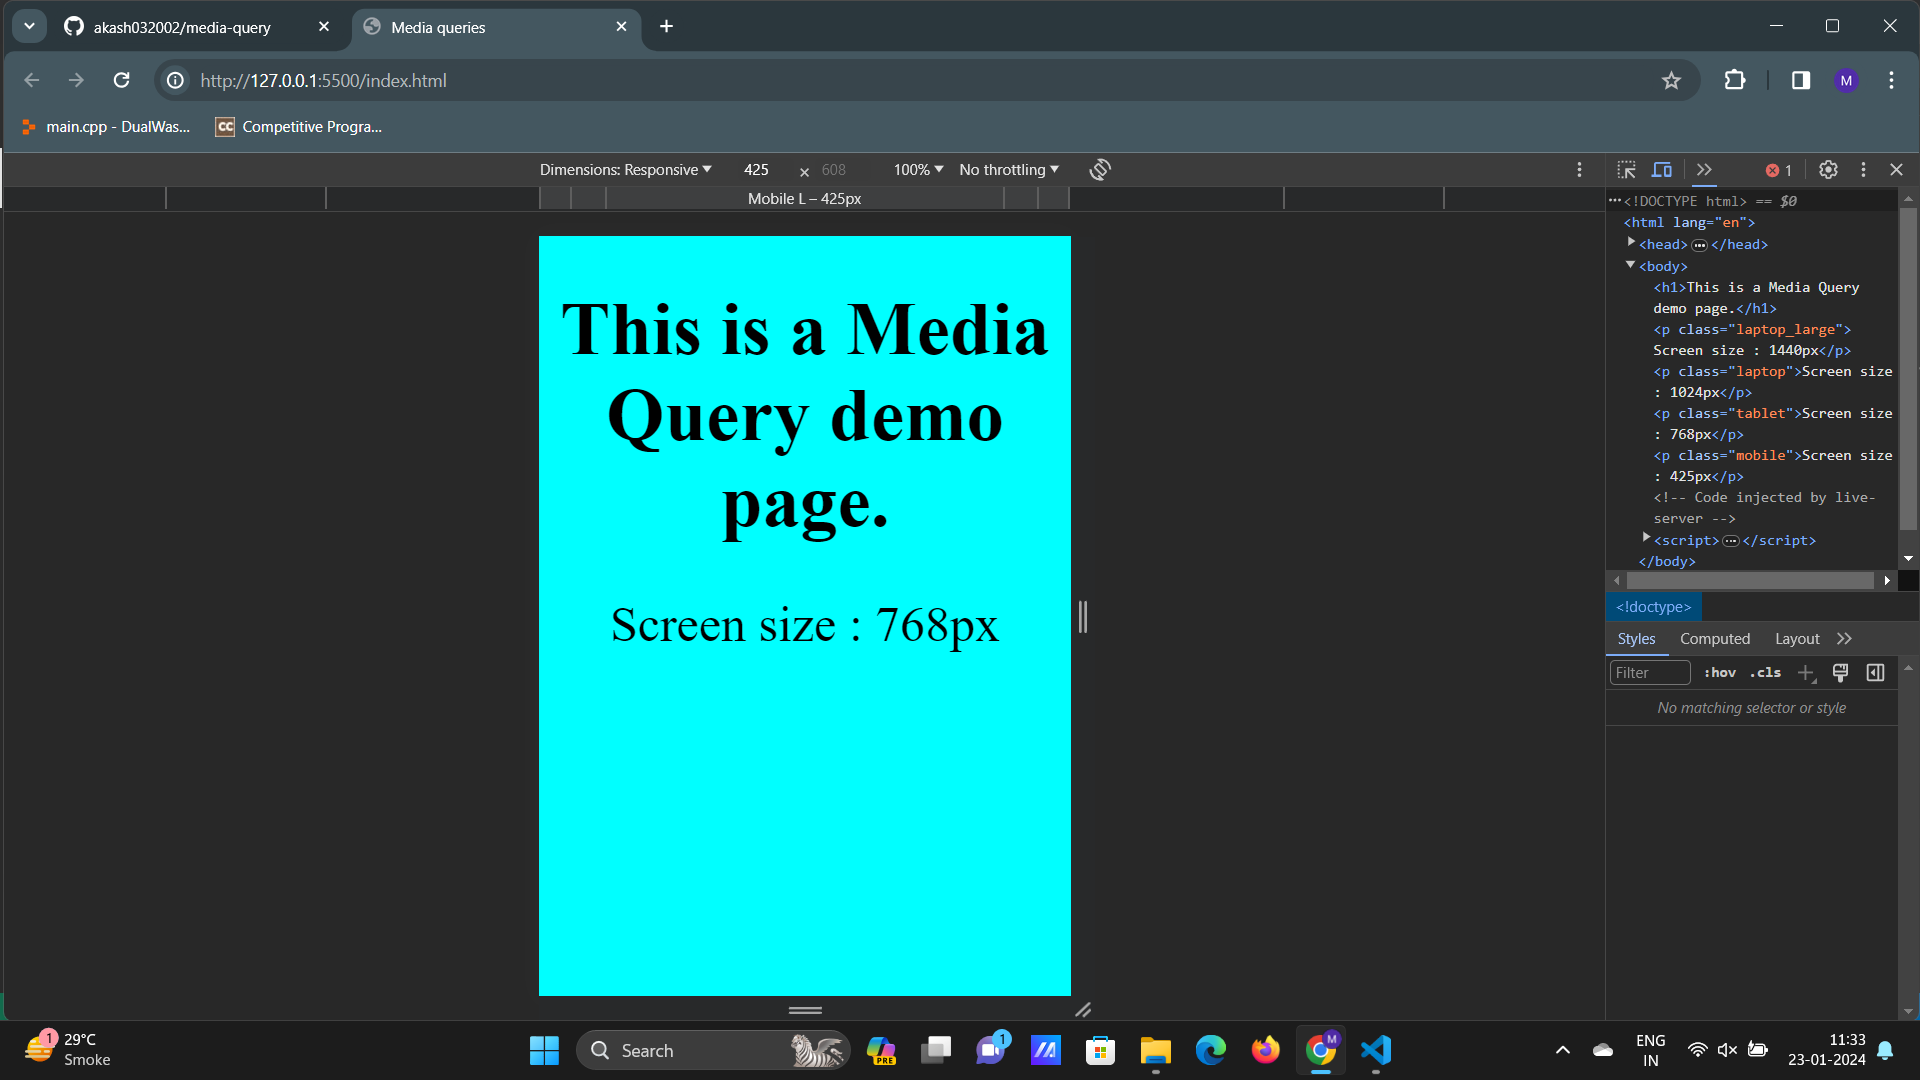 akash032002/media-query
Media queries
http://127.0.0.1:5500/index.html
M
main.cpp - DualWas...
CC Competitive Progra...
Dimensions: Responsive 425 × 608 100% No throttling
1
Mobile L – 425px
<!DOCTYPE html> == $0
<html lang="en">
<head> ... </head>
<body>
<h1>This is a Media Query
demo page.</h1>
<p class="laptop_large">
Screen size : 1440px</p>
<p class="laptop">Screen size
: 1024px</p>
<p class="tablet">Screen size
: 768px</p>
<p class="mobile">Screen size
: 425px</p>
<!-- Code injected by live-
server -->
<script> ... </script>
</body>
<!doctype>
Styles Computed Layout
Filter :hov .cls
No matching selector or style
This is a Media
Query demo
page.
Screen size : 768px
1
29°C
Smoke
Search
PRE
1
M
ENG
IN
11:33
23-01-2024